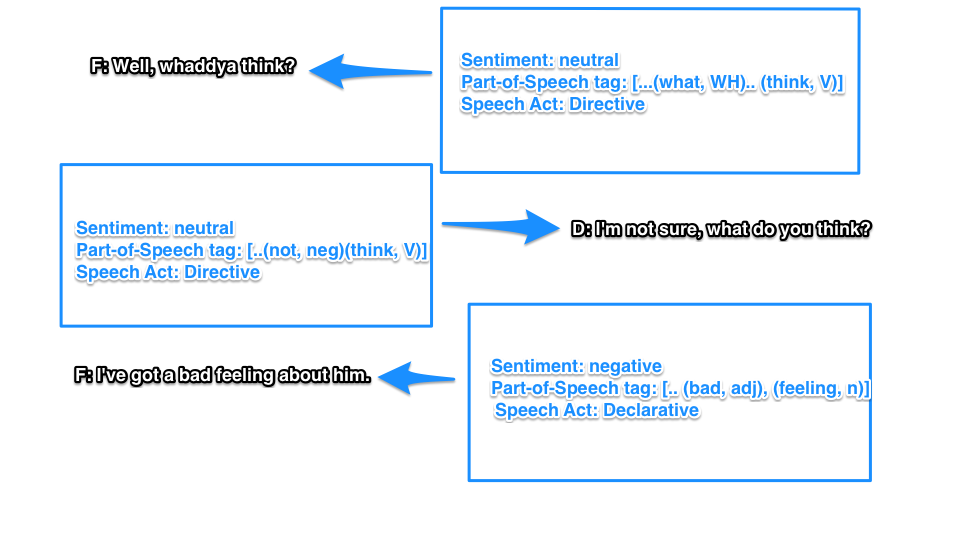 F: Well, whaddya think?
Sentiment: neutral
Part-of-Speech tag: [...(what, WH).. (think, V)]
Speech Act: Directive
Sentiment: neutral
Part-of-Speech tag: [..(not, neg)(think, V)]
Speech Act: Directive
D: I'm not sure, what do you think?
F: I've got a bad feeling about him.
Sentiment: negative
Part-of-Speech tag: [.. (bad, adj), (feeling, n)]
Speech Act: Declarative